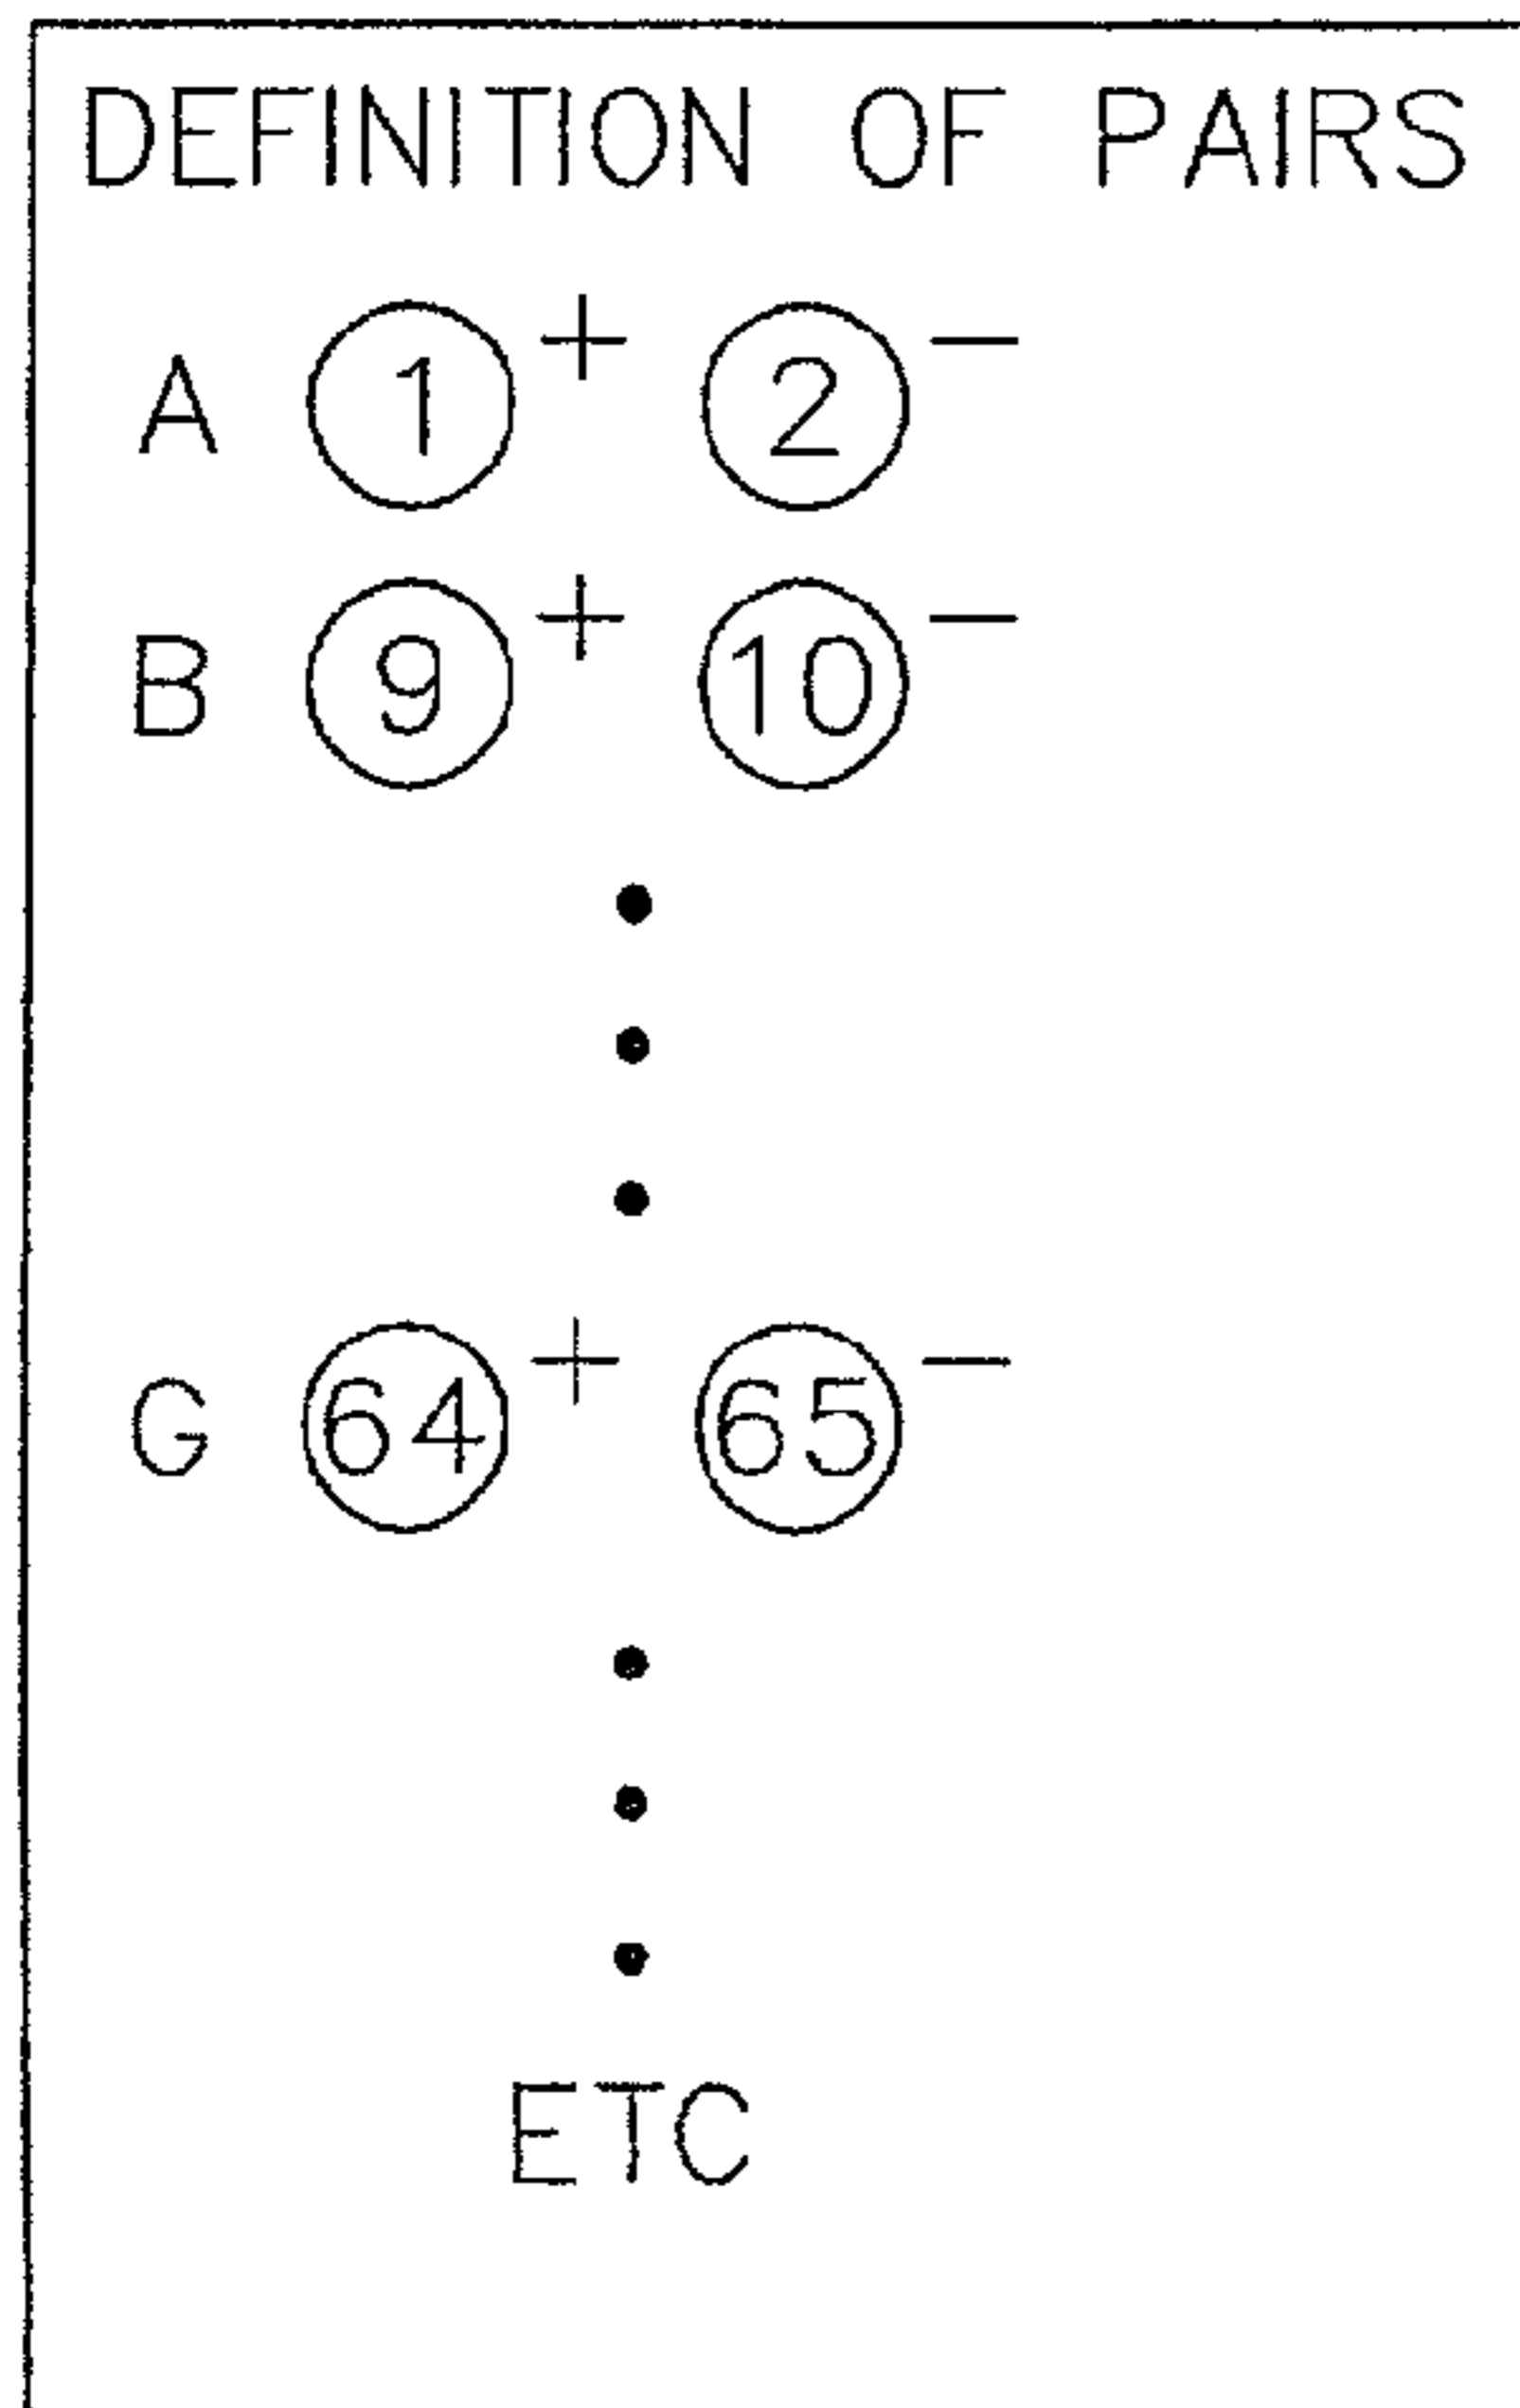 DEFINITION OF PAIRS
A 1 + 2 −
B 9 + 10 −
G 64 + 65 −
ETC